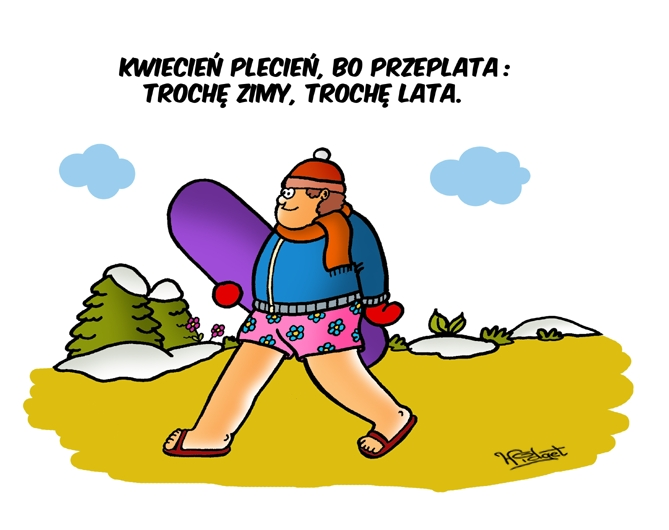 KWIECIEŃ PLECIEŃ, BO PRZEPLATA:
TROCHĘ ZIMY, TROCHĘ LATA.